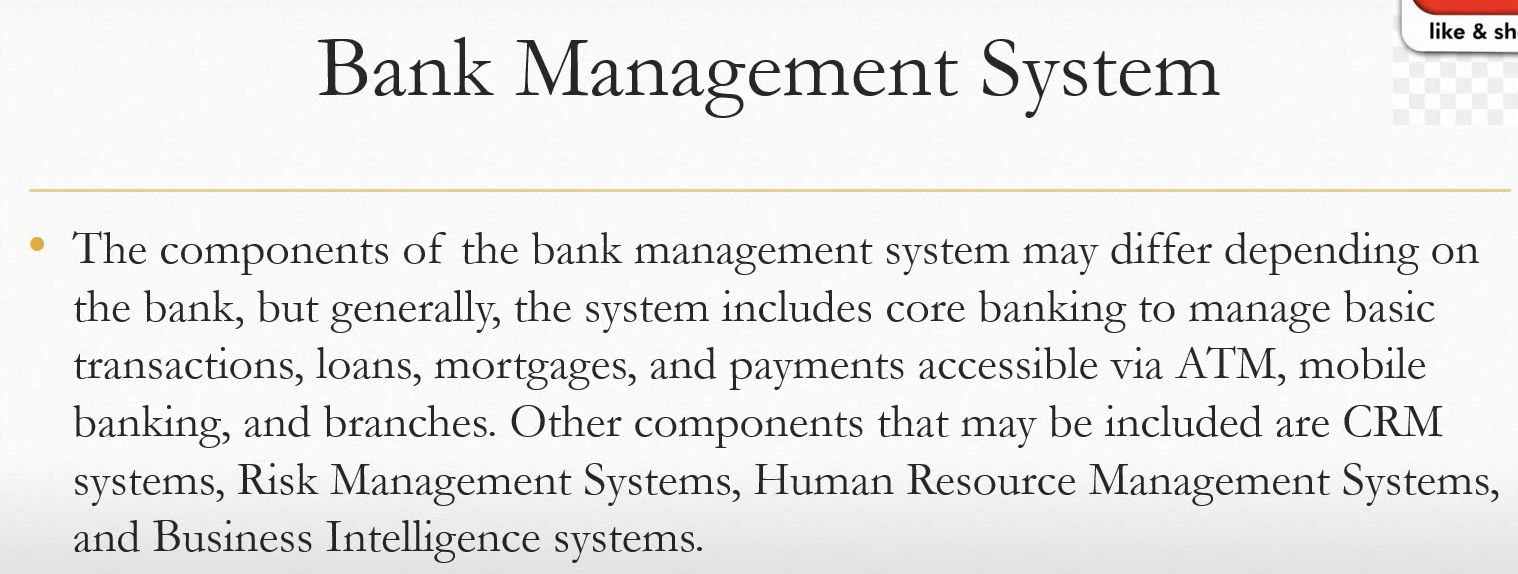 like & sh
Bank Management System
• The components of the bank management system may differ depending on
the bank, but generally, the system includes core banking to manage basic
transactions, loans, mortgages, and payments accessible via ATM, mobile
banking, and branches. Other components that may be included are CRM
systems, Risk Management Systems, Human Resource Management Systems,
and Business Intelligence systems.